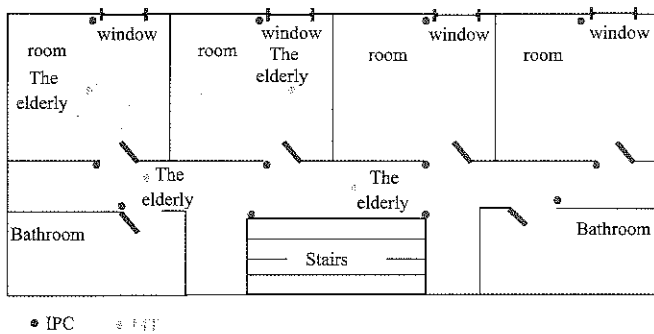 window
window
window
window
room
room
room
room
The
elderly
The
elderly
The
elderly
The
elderly
Bathroom
Stairs
Bathroom
IPC